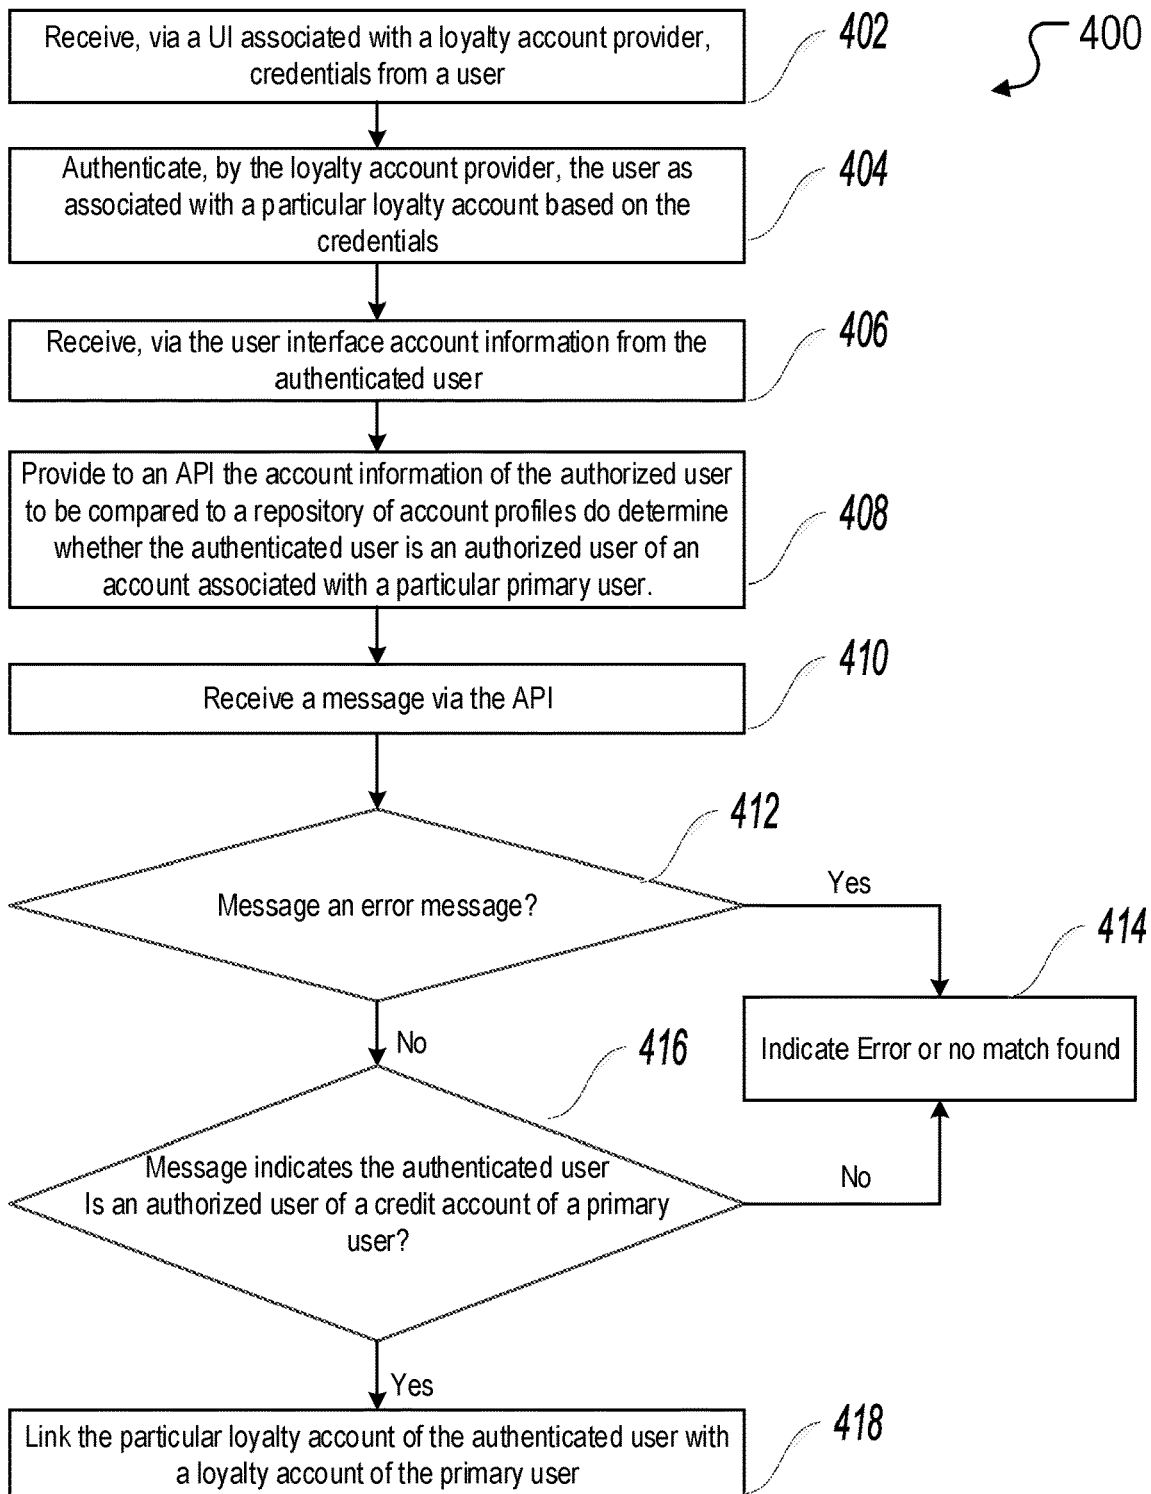 Receive, via a UI associated with a loyalty account provider,
credentials from a user
402
400
Authenticate, by the loyalty account provider, the user as
associated with a particular loyalty account based on the
credentials
404
Receive, via the user interface account information from the
authenticated user
406
Provide to an API the account information of the authorized user
to be compared to a repository of account profiles do determine
whether the authenticated user is an authorized user of an
account associated with a particular primary user.
408
Receive a message via the API
410
Message an error message?
412
Yes
414
Indicate Error or no match found
No
416
Message indicates the authenticated user
Is an authorized user of a credit account of a primary
user?
No
Yes
Link the particular loyalty account of the authenticated user with
a loyalty account of the primary user
418